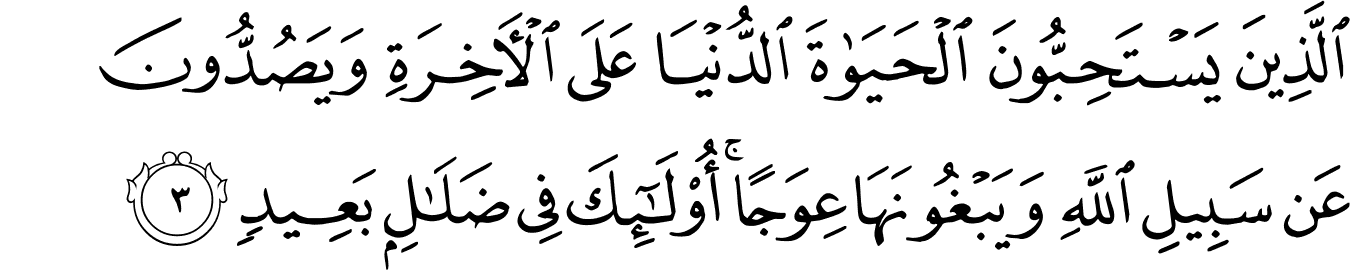 ٱلَّذِينَ يَسْتَحِبُّونَ ٱلْحَيَوٰةَ ٱلدُّنْيَا عَلَى ٱلْأَخِرَةِ وَيَصُدُّونَ
عَن سَبِيلِ ٱللَّهِ وَيَبْغُونَهَا عِوَجًا ۚ أُو۟لَـٰٓئِكَ فِى ضَلَـٰلٍۭ بَعِيدٍ ٣